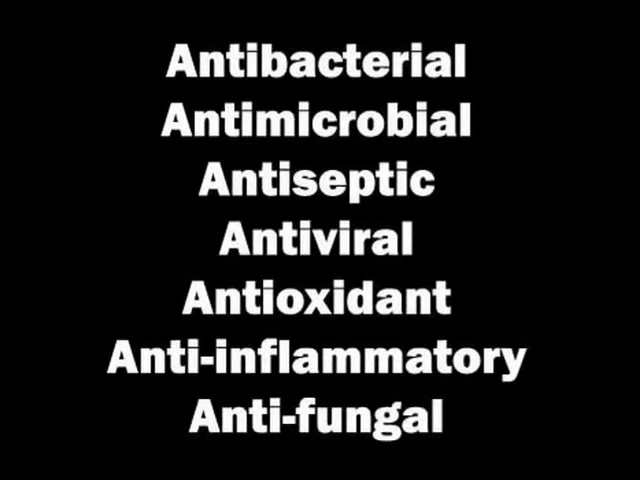 Antibacterial
Antimicrobial
Antiseptic
Antiviral
Antioxidant
Anti-inflammatory
Anti-fungal